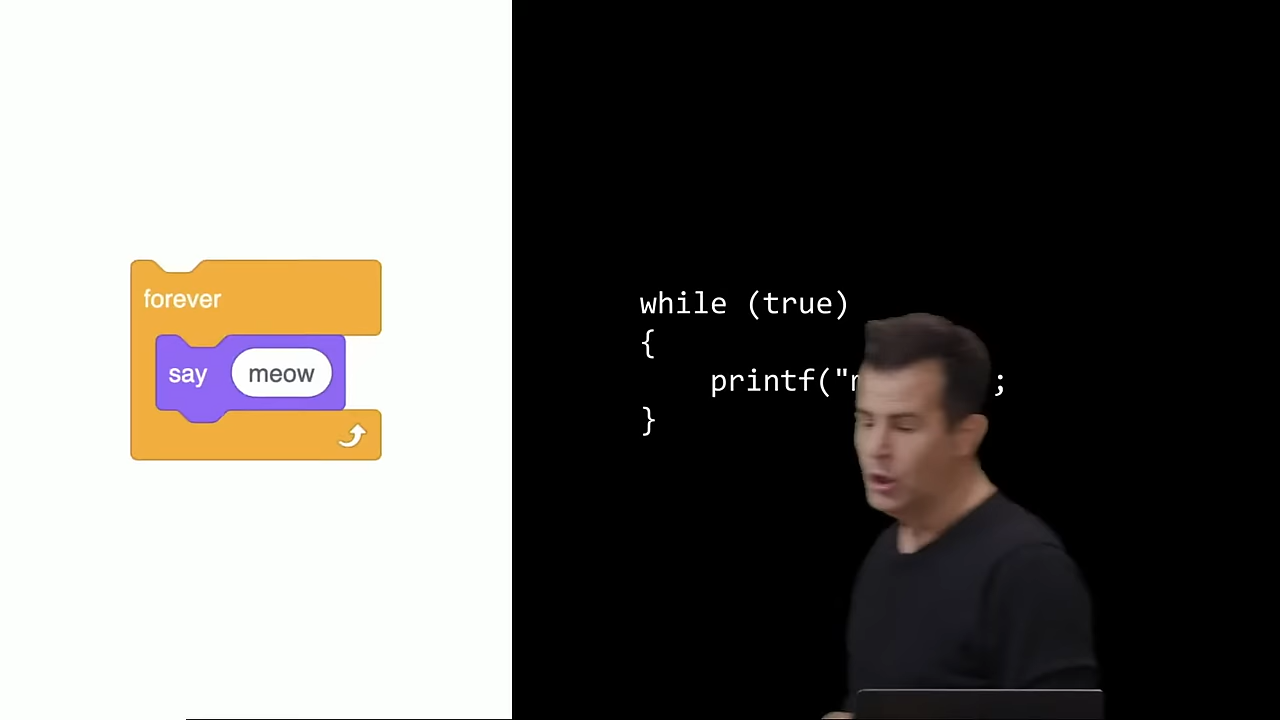 forever
say meow
while (true)
{
printf(" ;
}